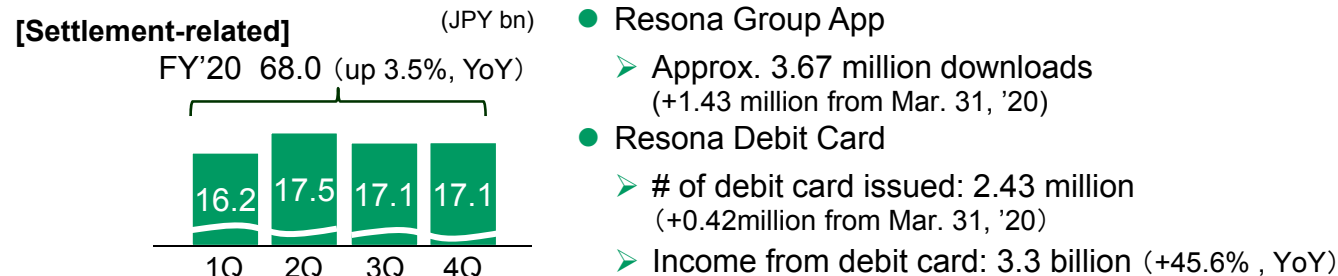 [Settlement-related]
(JPY bn)
FY’20 68.0 (up 3.5%, YoY)
16.2 17.5 17.1 17.1
1Q 2Q 3Q 4Q
● Resona Group App
➢ Approx. 3.67 million downloads
(+1.43 million from Mar. 31, ’20)
● Resona Debit Card
➢ # of debit card issued: 2.43 million
（+0.42million from Mar. 31, ’20）
➢ Income from debit card: 3.3 billion（+45.6% , YoY）